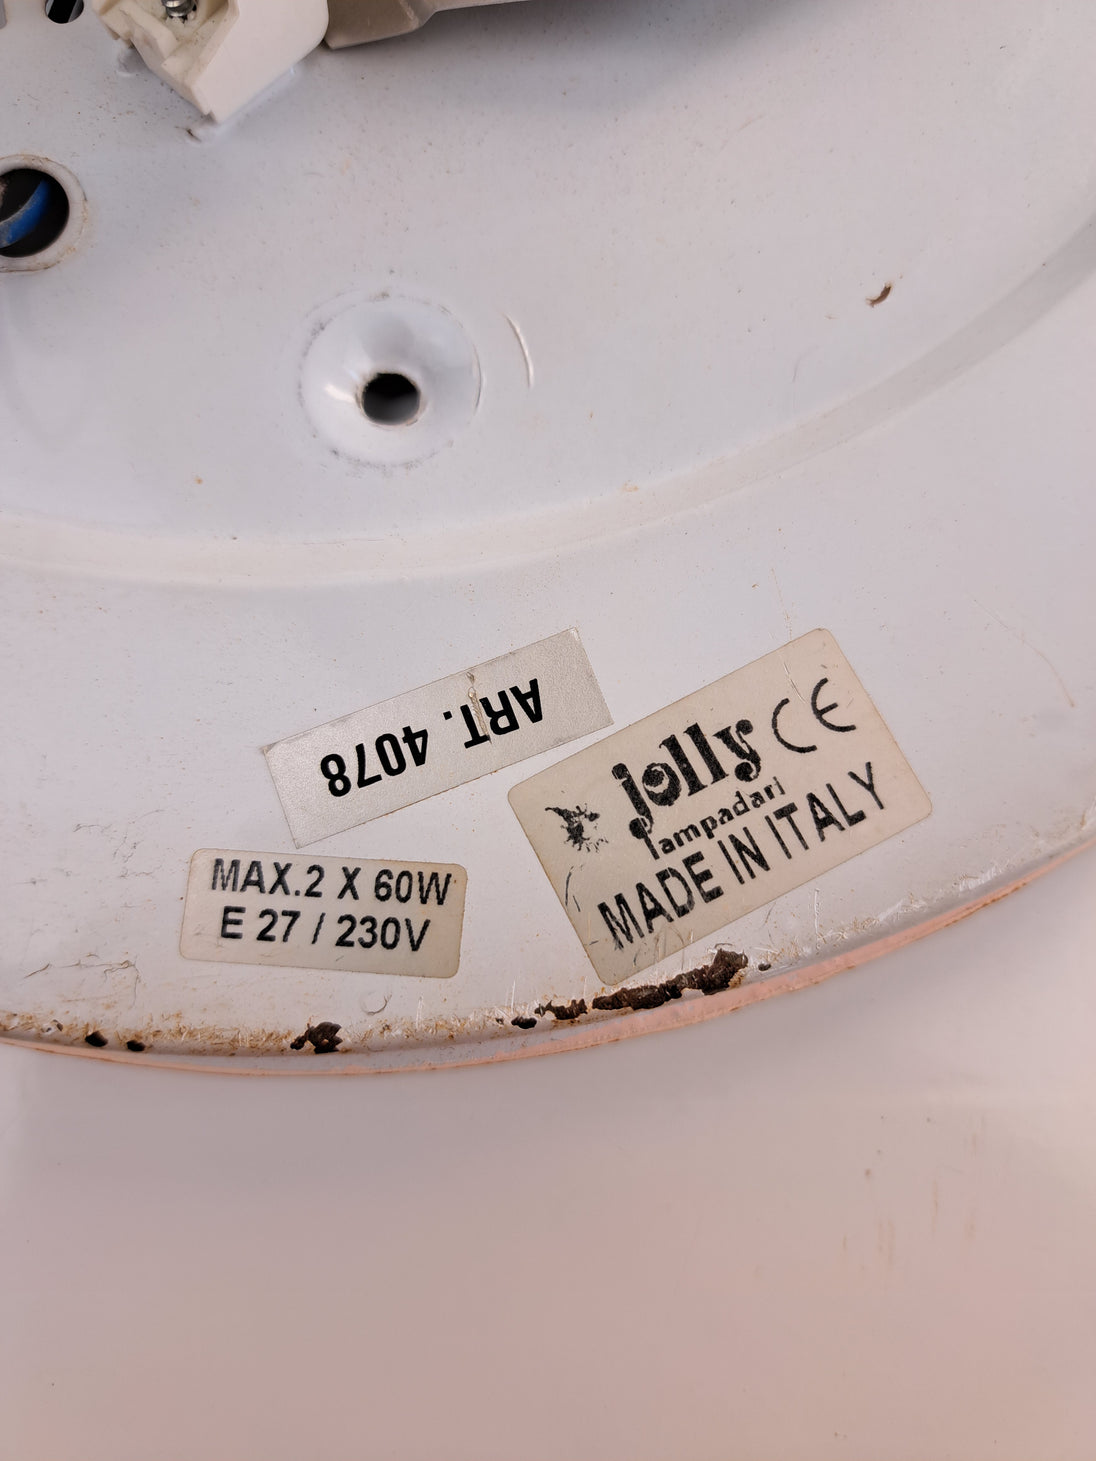 ART. 4078
jolly CE
lampadari
MADE IN ITALY
MAX.2 X 60W
E 27 / 230V